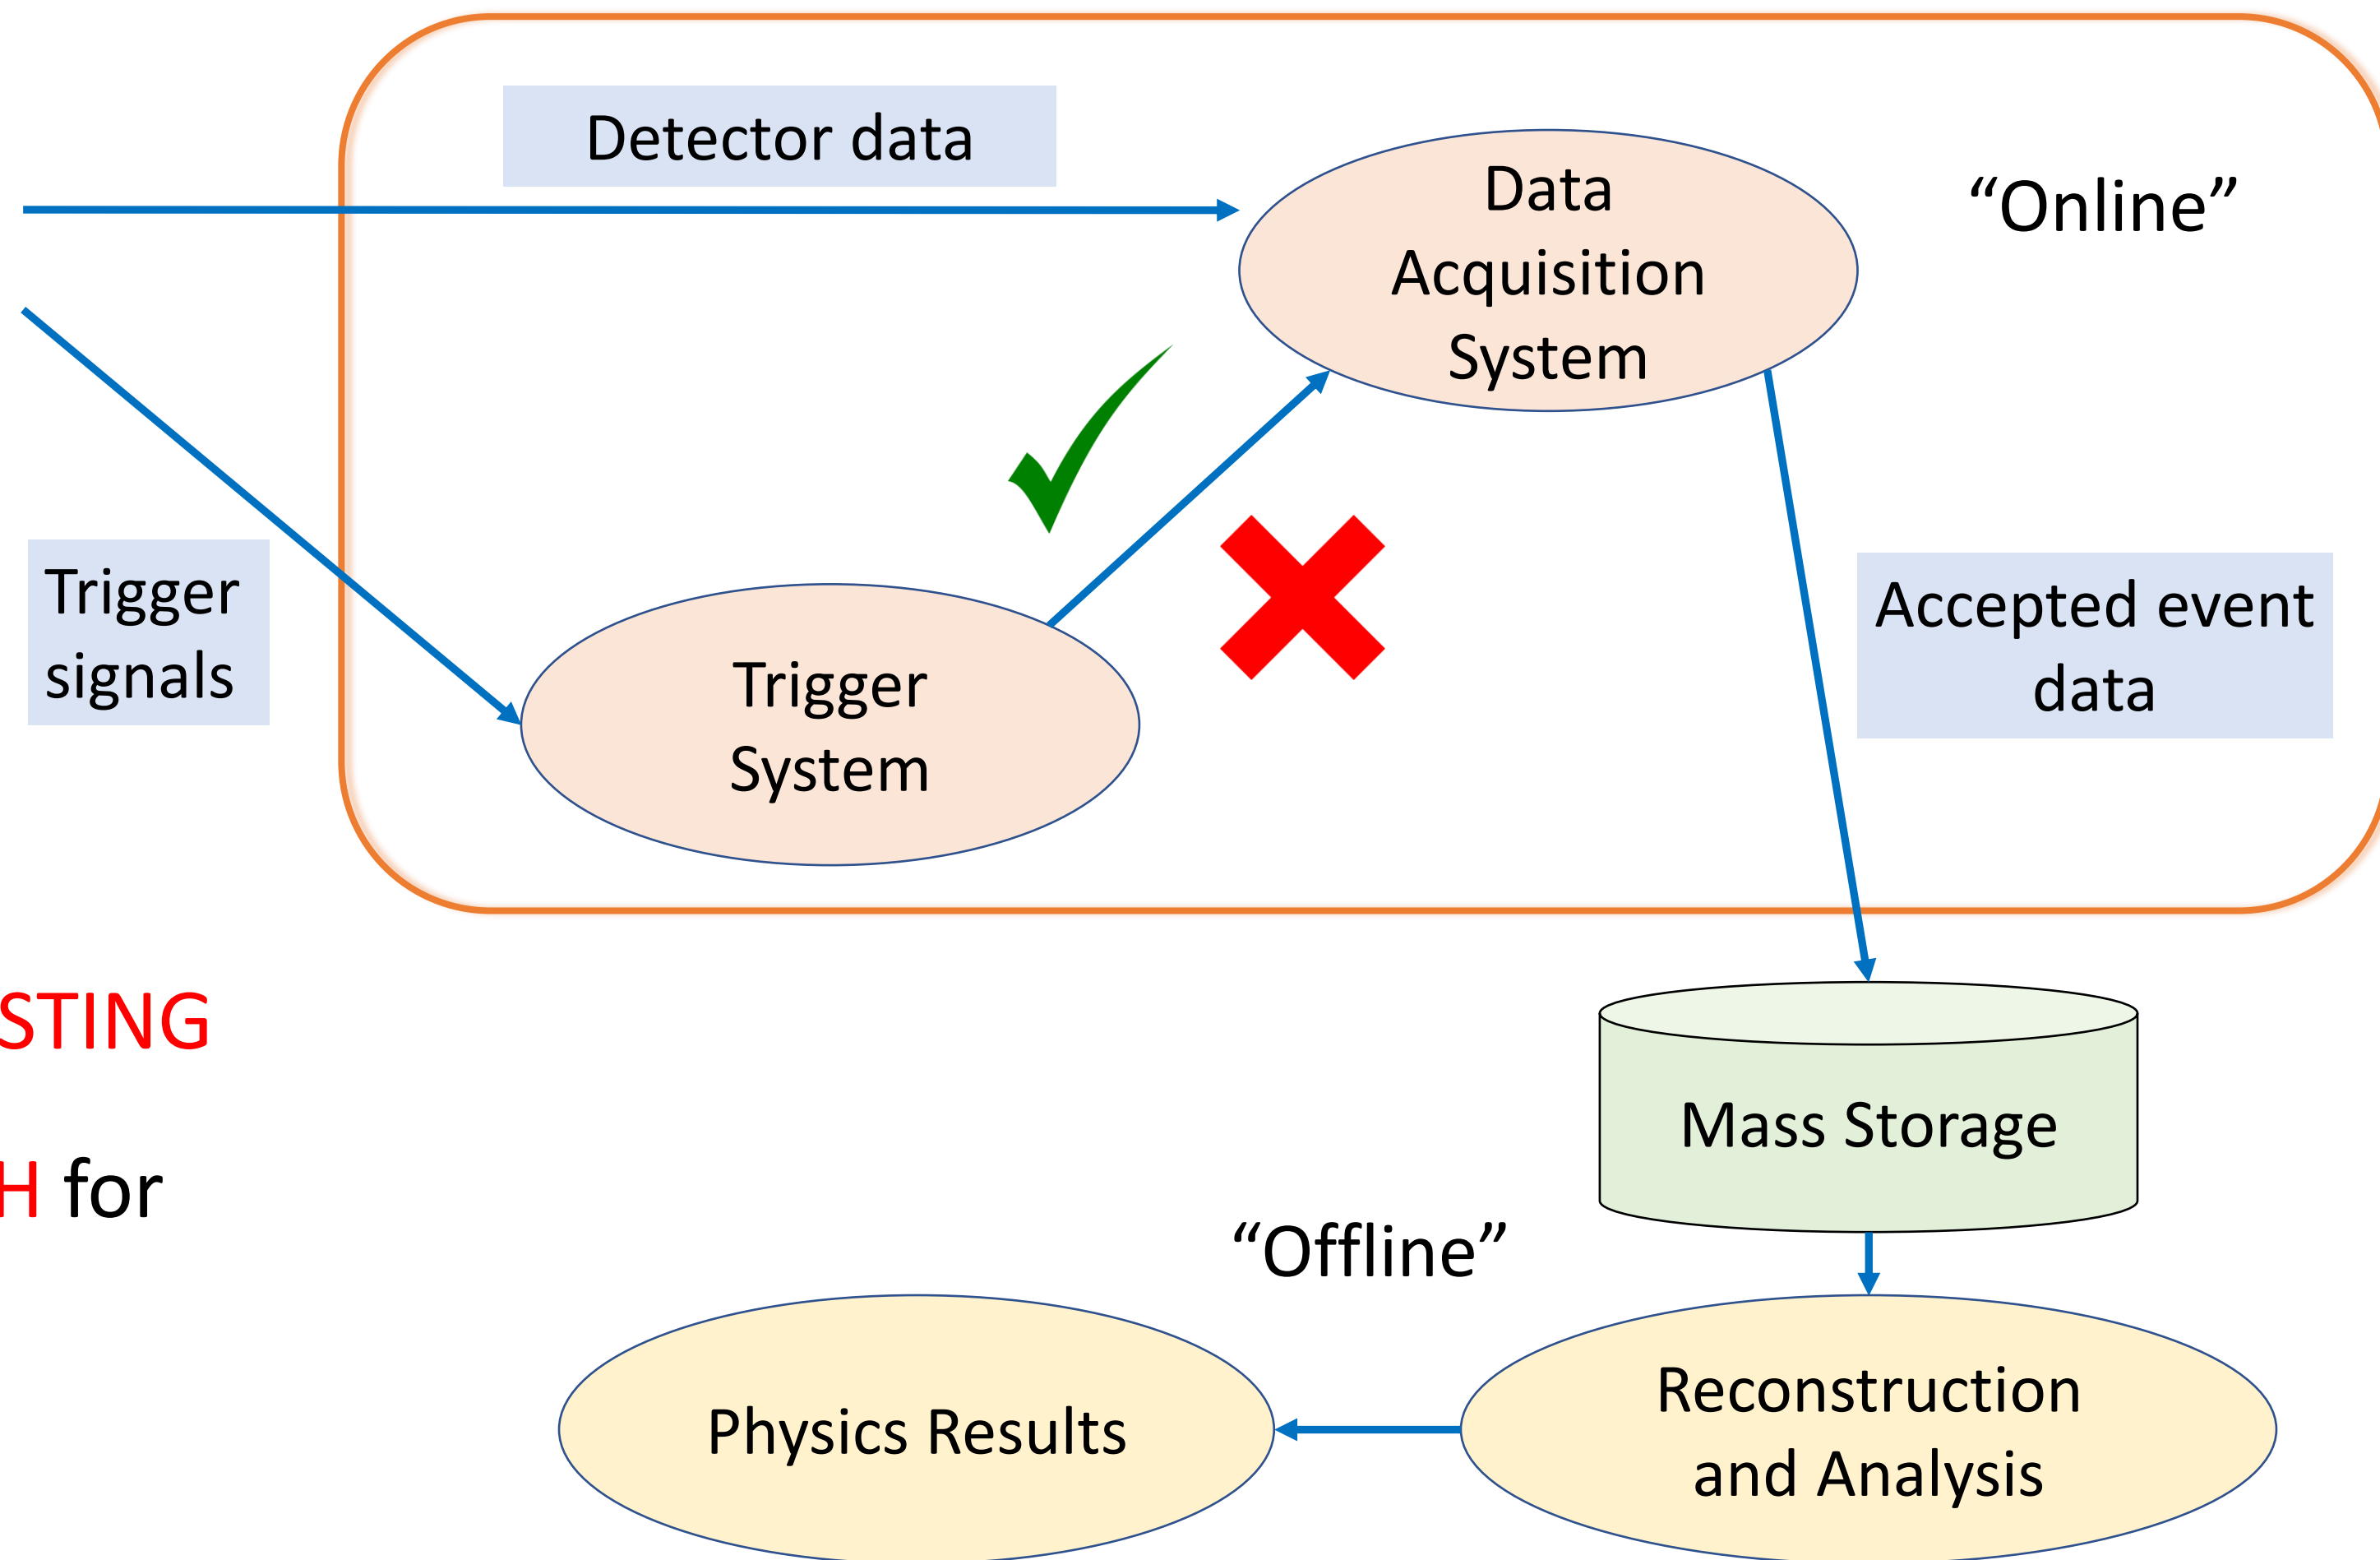 Detector data
Data
Acquisition
System
“Online”
Trigger
signals
Trigger
System
Accepted event
data
STING
H for
Mass Storage
“Offline”
Physics Results
Reconstruction
and Analysis